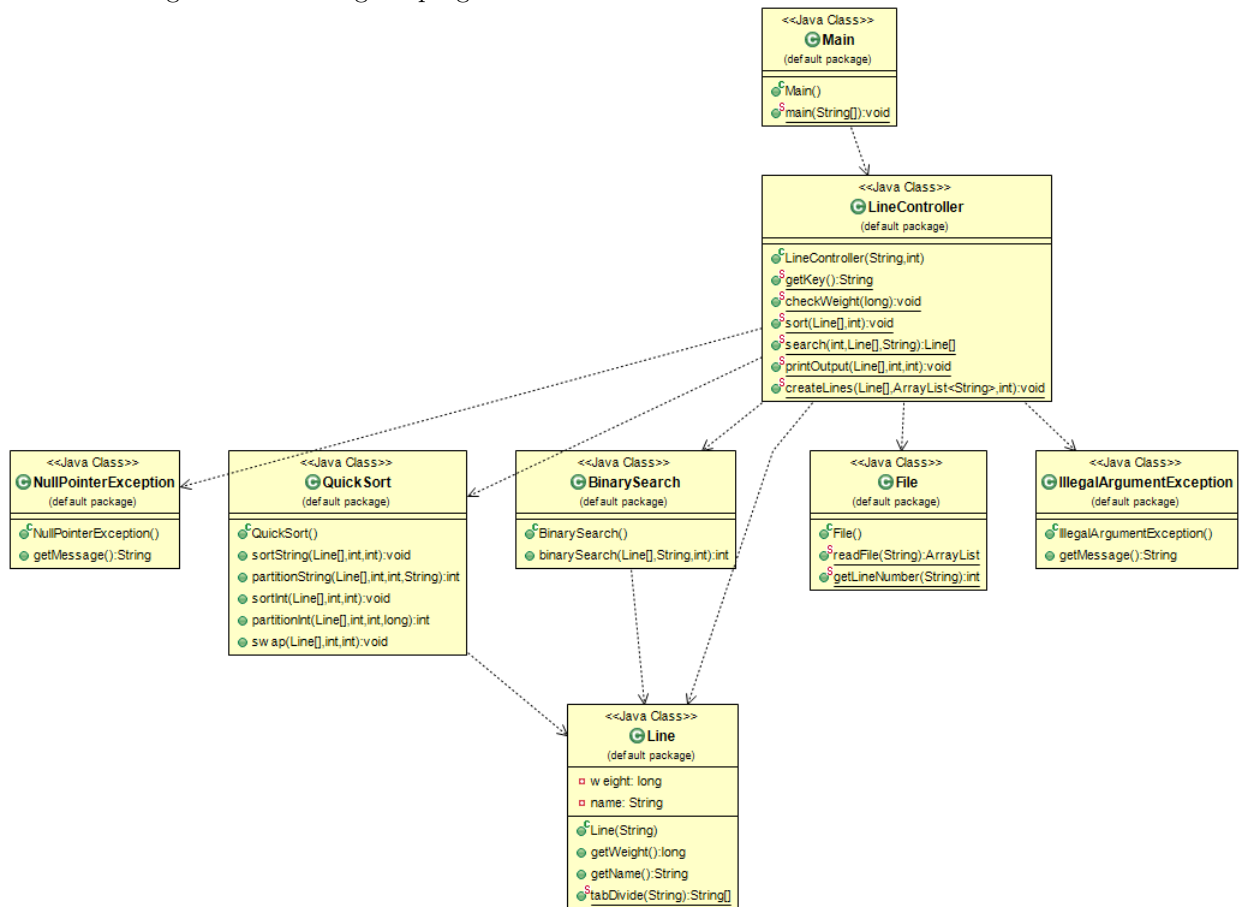 <<Java Class>>
Main
(default package)
Main()
main(String[]):void
<<Java Class>>
LineController
(default package)
LineController(String,int)
getKey():String
checkWeight(long):void
sort(Line[],int):void
search(int,Line[],String):Line[]
printOutput(Line[],int,int):void
createLines(Line[],ArrayList<String>,int):void
<<Java Class>>
NullPointerException
(default package)
NullPointerException()
getMessage():String
<<Java Class>>
QuickSort
(default package)
QuickSort()
sortString(Line[],int,int):void
partitionString(Line[],int,int,String):int
sortInt(Line[],int,int):void
partitionInt(Line[],int,int,long):int
swap(Line[],int,int):void
<<Java Class>>
BinarySearch
(default package)
BinarySearch()
binarySearch(Line[],String,int):int
<<Java Class>>
File
(default package)
File()
readFile(String):ArrayList
getLineNumber(String):int
<<Java Class>>
IllegalArgumentException
(default package)
IllegalArgumentException()
getMessage():String
<<Java Class>>
Line
(default package)
weight: long
name: String
Line(String)
getWeight():long
getName():String
tabDivide(String):String[]